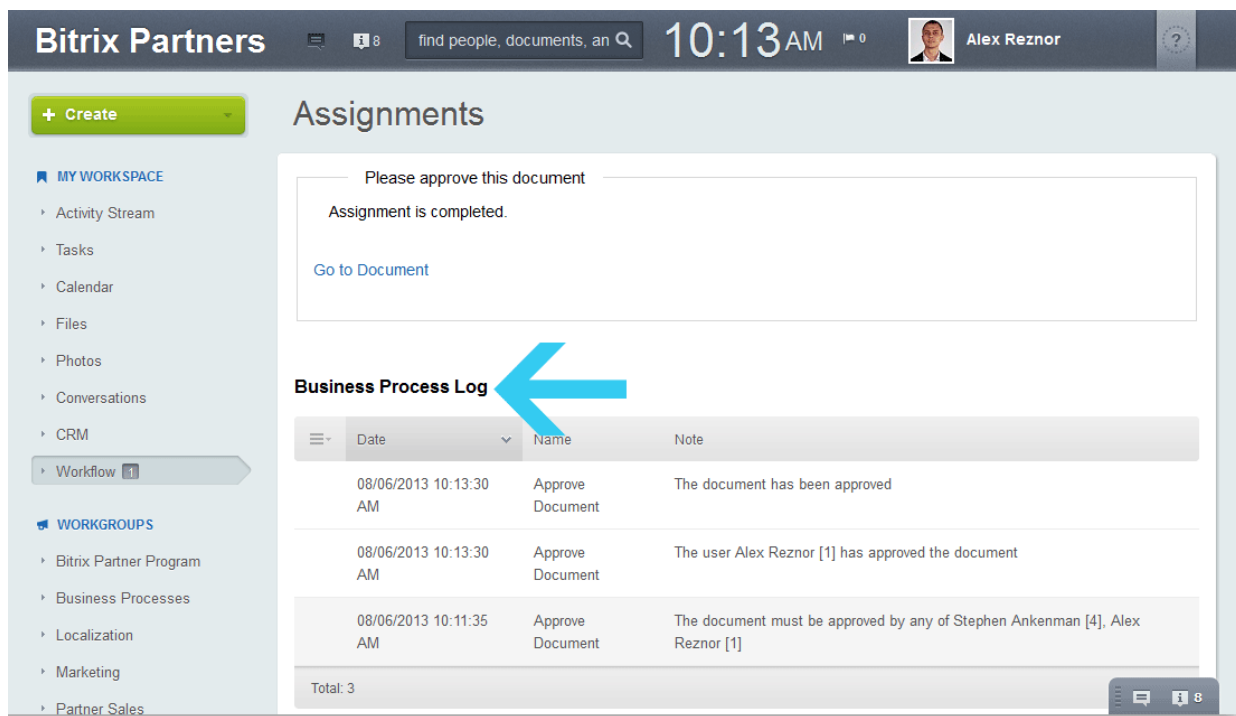 Bitrix Partners
8
find people, documents, an
10:13 AM
0
Alex Reznor
?
+ Create
Assignments
MY WORKSPACE
Activity Stream
Tasks
Calendar
Files
Photos
Conversations
CRM
Workflow 1
WORKGROUPS
Bitrix Partner Program
Business Processes
Localization
Marketing
Partner Sales
Please approve this document
Assignment is completed.
Go to Document
Business Process Log
Date Name Note
08/06/2013 10:13:30 Approve The document has been approved
AM Document
08/06/2013 10:13:30 Approve The user Alex Reznor [1] has approved the document
AM Document
08/06/2013 10:11:35 Approve The document must be approved by any of Stephen Ankenman [4], Alex
AM Document Reznor [1]
Total: 3
8